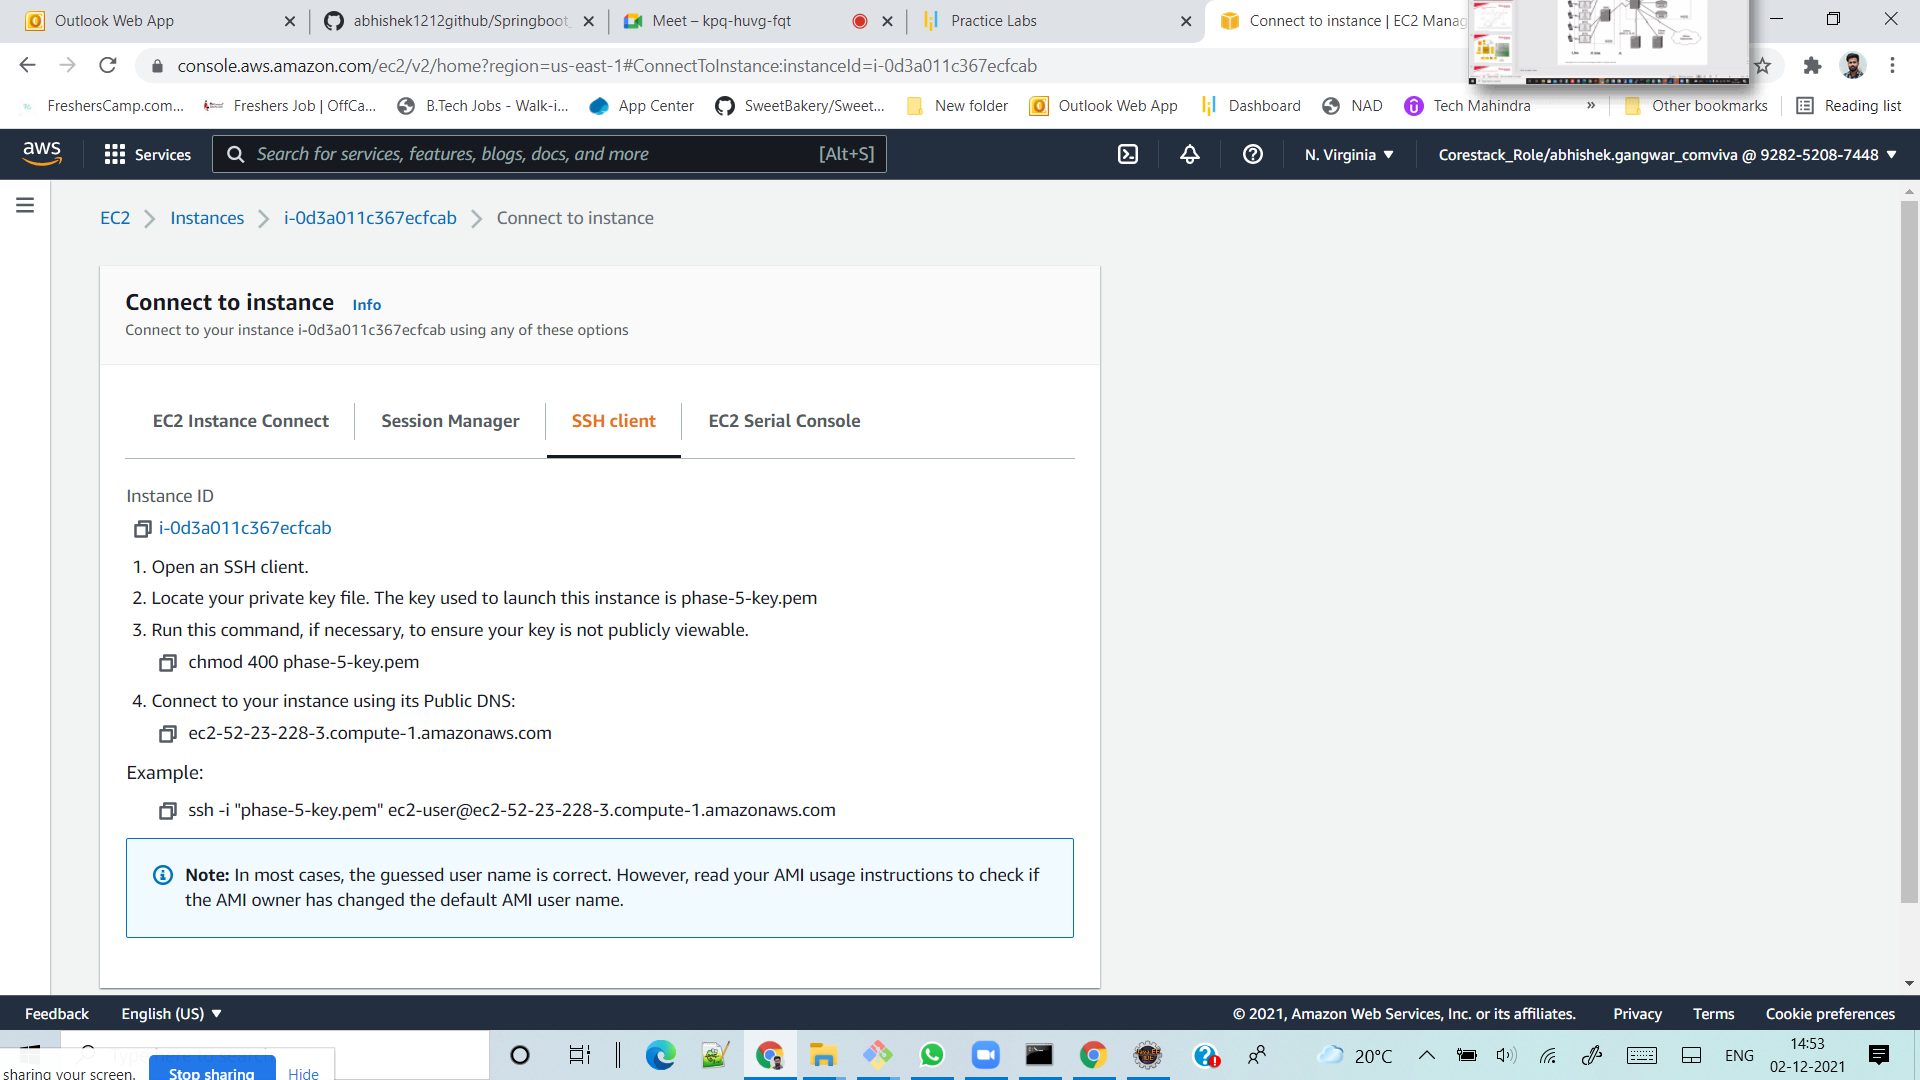 Outlook Web App
abhishek1212github/Springboot
Meet – kpq-huvg-fqt
Practice Labs
Connect to instance | EC2 Manag
console.aws.amazon.com/ec2/v2/home?region=us-east-1#ConnectToInstance:instanceId=i-0d3a011c367ecfcab
FreshersCamp.com...
Freshers Job | OffCa...
B.Tech Jobs - Walk-i...
App Center
SweetBakery/Sweet...
New folder
Outlook Web App
Dashboard
NAD
Tech Mahindra
»
Other bookmarks
Reading list
aws
Services
Search for services, features, blogs, docs, and more
[Alt+S]
N. Virginia
Corestack_Role/abhishek.gangwar_comviva @ 9282-5208-7448
EC2 > Instances > i-0d3a011c367ecfcab > Connect to instance
Connect to instance Info
Connect to your instance i-0d3a011c367ecfcab using any of these options
EC2 Instance Connect
Session Manager
SSH client
EC2 Serial Console
Instance ID
i-0d3a011c367ecfcab
1. Open an SSH client.
2. Locate your private key file. The key used to launch this instance is phase-5-key.pem
3. Run this command, if necessary, to ensure your key is not publicly viewable.
chmod 400 phase-5-key.pem
4. Connect to your instance using its Public DNS:
ec2-52-23-228-3.compute-1.amazonaws.com
Example:
ssh -i "phase-5-key.pem" ec2-user@ec2-52-23-228-3.compute-1.amazonaws.com
Note: In most cases, the guessed user name is correct. However, read your AMI usage instructions to check if
the AMI owner has changed the default AMI user name.
Feedback
English (US)
© 2021, Amazon Web Services, Inc. or its affiliates.
Privacy
Terms
Cookie preferences
sharing your screen.
Stop sharing
Hide
20°C
ENG
14:53
02-12-2021